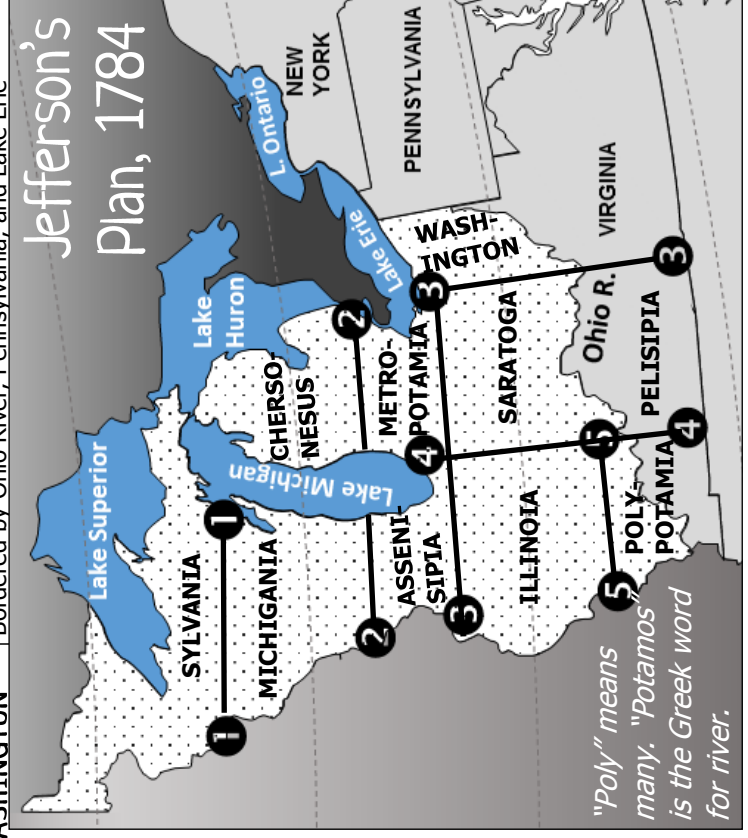 ASHINGTON
Bordered by Ohio River, Pennsylvania, and Lake Erie
Jefferson's
Plan, 1784
NEW
YORK
L. Ontario
PENNSYLVANIA
Lake
Huron
Lake Erie
WASH-
INGTON
VIRGINIA
Lake Superior
CHERSO-
NESUS
2
METRO-
POTAMIA
3
SARATOGA
Ohio R.
3
PELISIPIA
Lake Michigan
4
5
4
SYLVANIA
1
MICHIGANIA
ASSENI-
SIPIA
ILLINOIA
POLY-
POTAMIA
1
2
3
5
"Poly" means
many. "Potamos"
is the Greek word
for river.